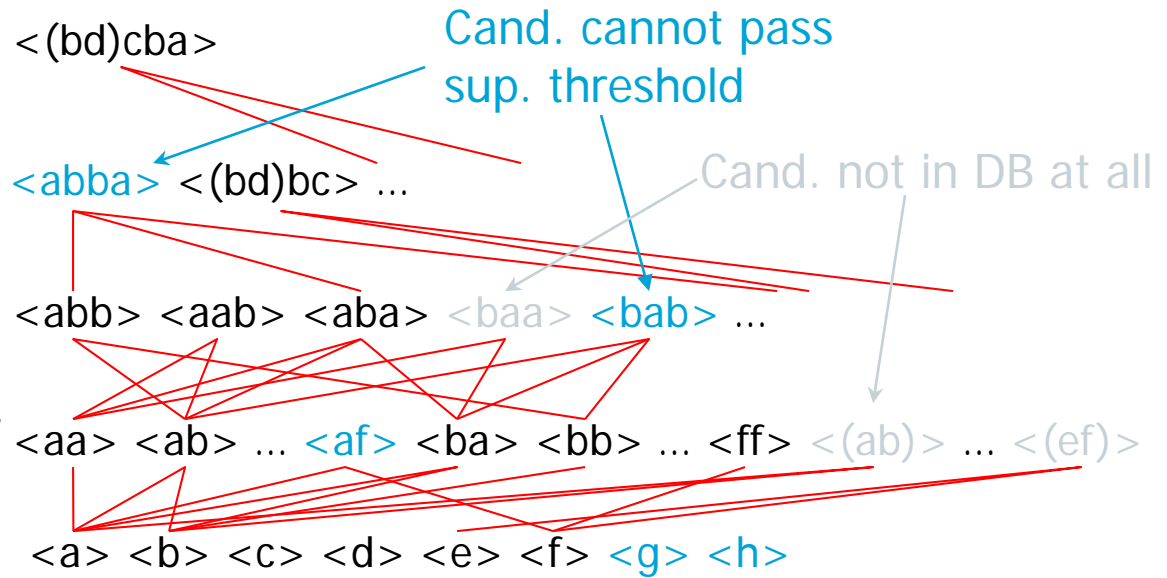 <(bd)cba>
Cand. cannot pass
sup. threshold
<abba> <(bd)bc> ...
Cand. not in DB at all
<abb> <aab> <aba> <baa> <bab> ...
<aa> <ab> ... <af> <ba> <bb> ... <ff> <(ab)> ... <(ef)>
<a> <b> <c> <d> <e> <f> <g> <h>